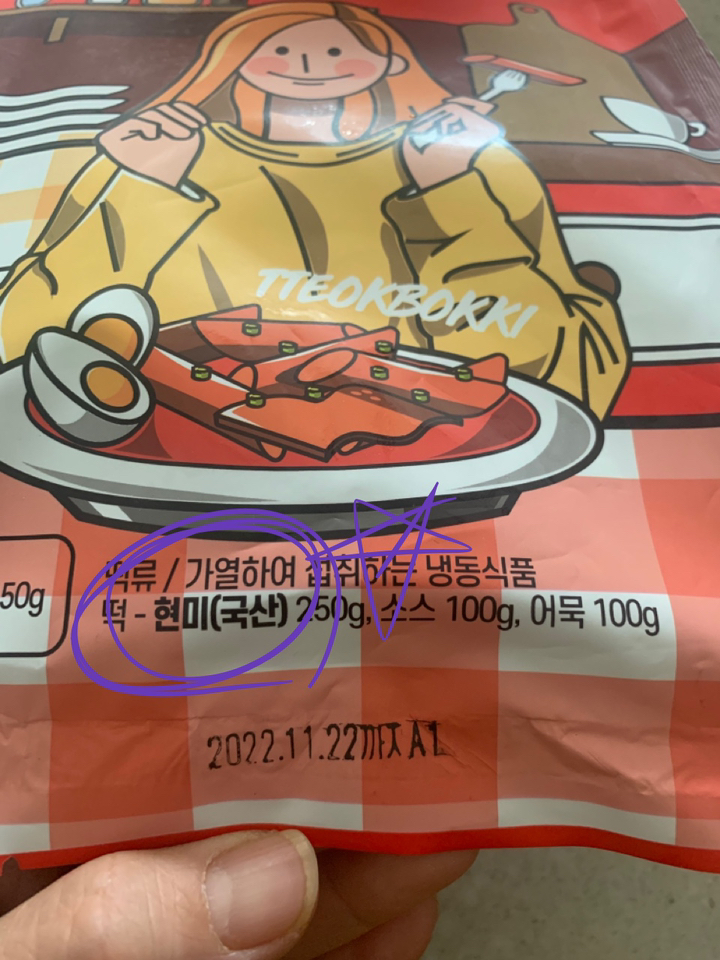 TTEOKBOKKI
50g
떡류 / 가열하여 섭취하는 냉동식품
떡 - 현미(국산) 250g, 소스 100g, 어묵 100g
2022.11.22까지 A1